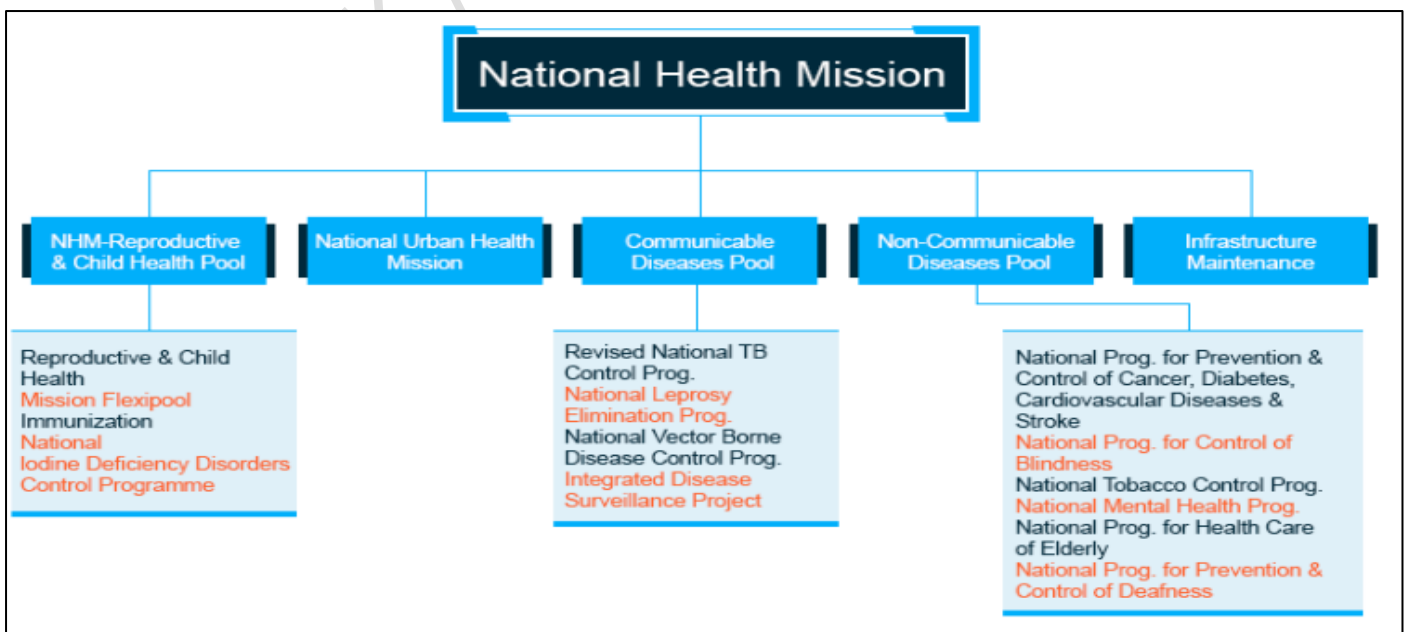 National Health Mission
NHM-Reproductive
& Child Health Pool
National Urban Health
Mission
Communicable
Diseases Pool
Non-Communicable
Diseases Pool
Infrastructure
Maintenance
Reproductive & Child
Health
Mission Flexipool
Immunization
National
Iodine Deficiency Disorders
Control Programme
Revised National TB
Control Prog.
National Leprosy
Elimination Prog.
National Vector Borne
Disease Control Prog.
Integrated Disease
Surveillance Project
National Prog. for Prevention &
Control of Cancer, Diabetes,
Cardiovascular Diseases &
Stroke
National Prog. for Control of
Blindness
National Tobacco Control Prog.
National Mental Health Prog.
National Prog. for Health Care
of Elderly
National Prog. for Prevention &
Control of Deafness